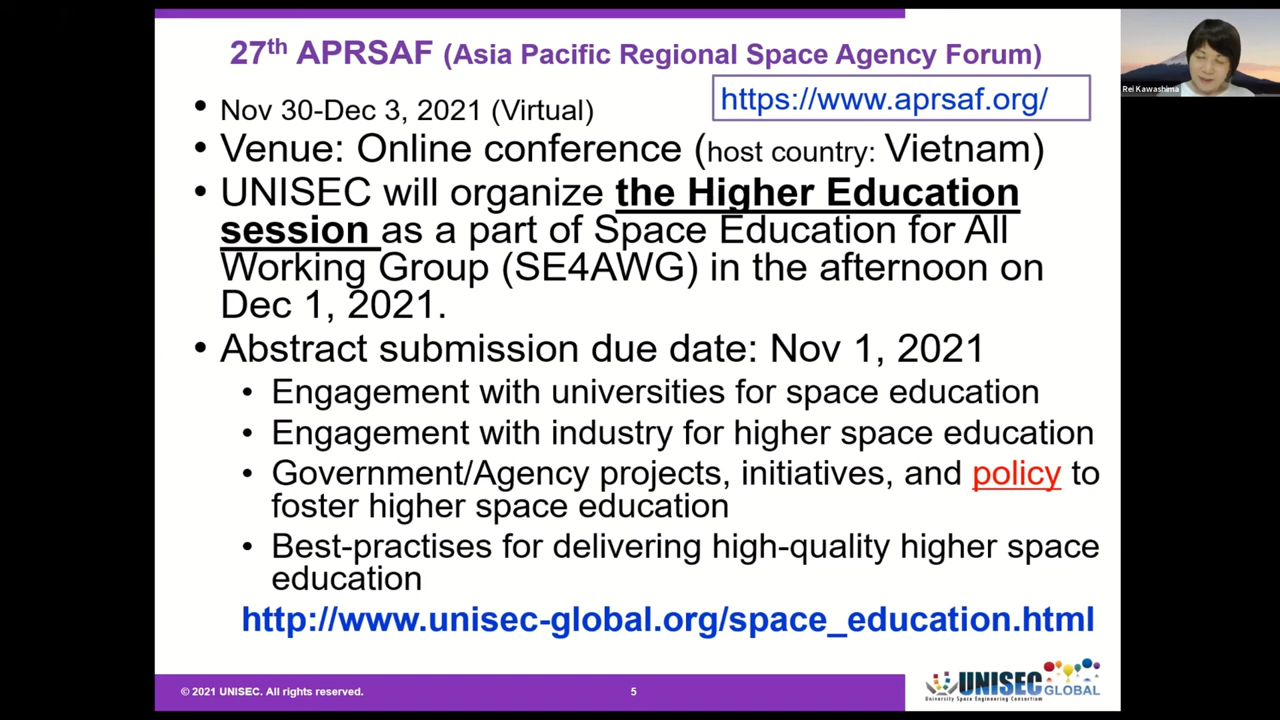 27th APRSAF (Asia Pacific Regional Space Agency Forum)
https://www.aprsaf.org/
• Nov 30-Dec 3, 2021 (Virtual)
• Venue: Online conference (host country: Vietnam)
• UNISEC will organize the Higher Education
session as a part of Space Education for All
Working Group (SE4AWG) in the afternoon on
Dec 1, 2021.
• Abstract submission due date: Nov 1, 2021
• Engagement with universities for space education
• Engagement with industry for higher space education
• Government/Agency projects, initiatives, and policy to
foster higher space education
• Best-practises for delivering high-quality higher space
education
http://www.unisec-global.org/space_education.html
© 2021 UNISEC. All rights reserved.
5
UNISEC GLOBAL
University Space Engineering Consortium
Rei Kawashima